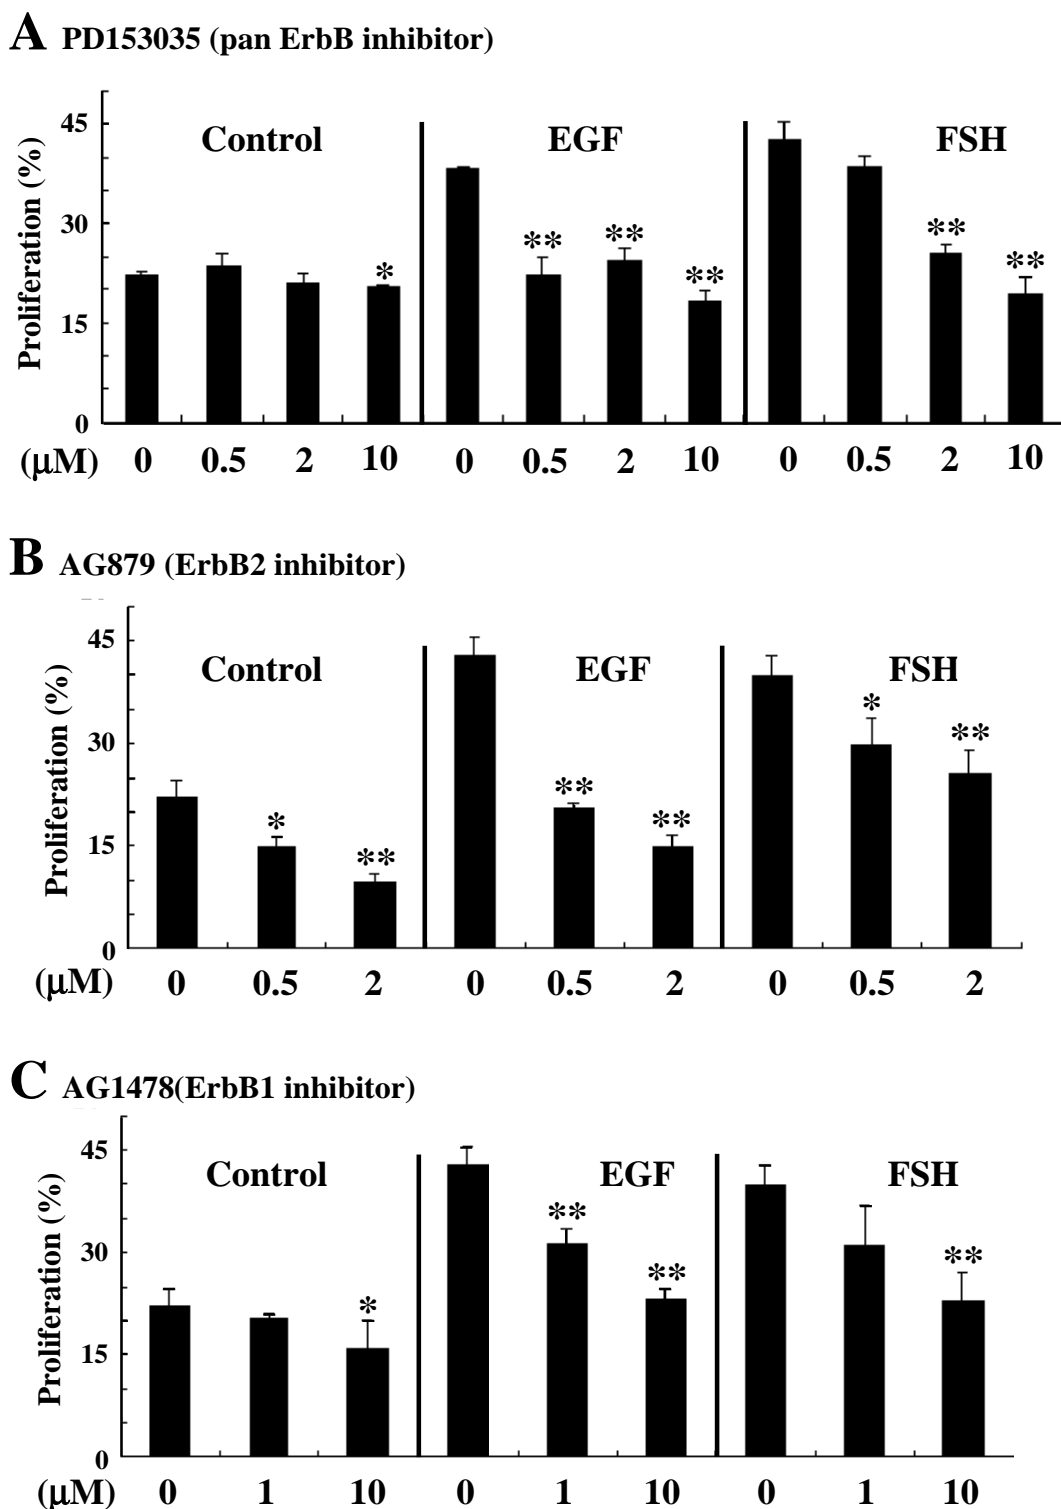 A PD153035 (pan ErbB inhibitor)
Proliferation (%)
45
30
15
0
Control
EGF
FSH
*
**
**
**
**
**
(μM) 0 0.5 2 10 0 0.5 2 10 0 0.5 2 10
B AG879 (ErbB2 inhibitor)
Proliferation (%)
45
30
15
0
Control
EGF
FSH
*
**
**
**
*
**
(μM) 0 0.5 2 0 0.5 2 0 0.5 2
C AG1478(ErbB1 inhibitor)
Proliferation (%)
45
30
15
0
Control
EGF
FSH
*
**
**
**
(μM) 0 1 10 0 1 10 0 1 10